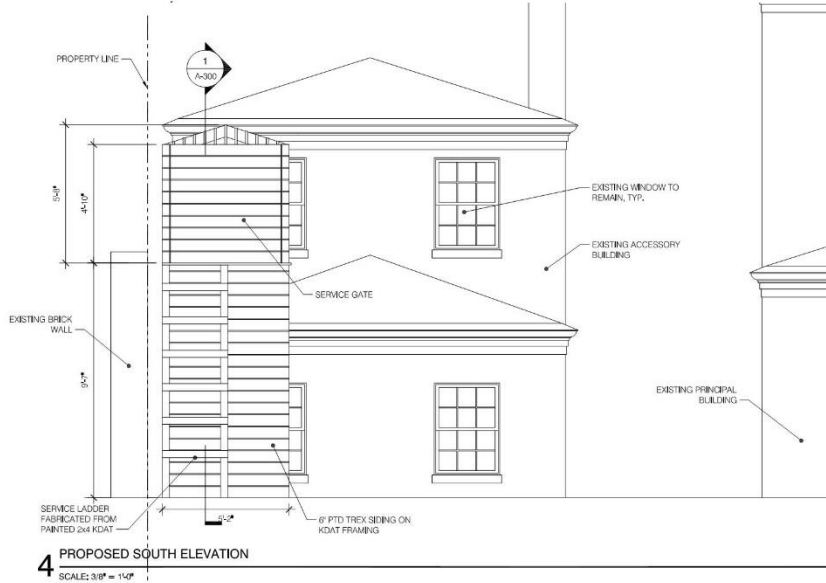 PROPERTY LINE
1
A-300
5'-8"
4'-10"
EXISTING WINDOW TO
REMAIN, TYP.
EXISTING ACCESSORY
BUILDING
SERVICE GATE
EXISTING BRICK
WALL
9'-7"
EXISTING PRINCIPAL
BUILDING
SERVICE LADDER
FABRICATED FROM
PAINTED 2x4 KDAT
5'-2"
6" PTD TREX SIDING ON
KDAT FRAMING
4 PROPOSED SOUTH ELEVATION
SCALE: 3/8" = 1'-0"